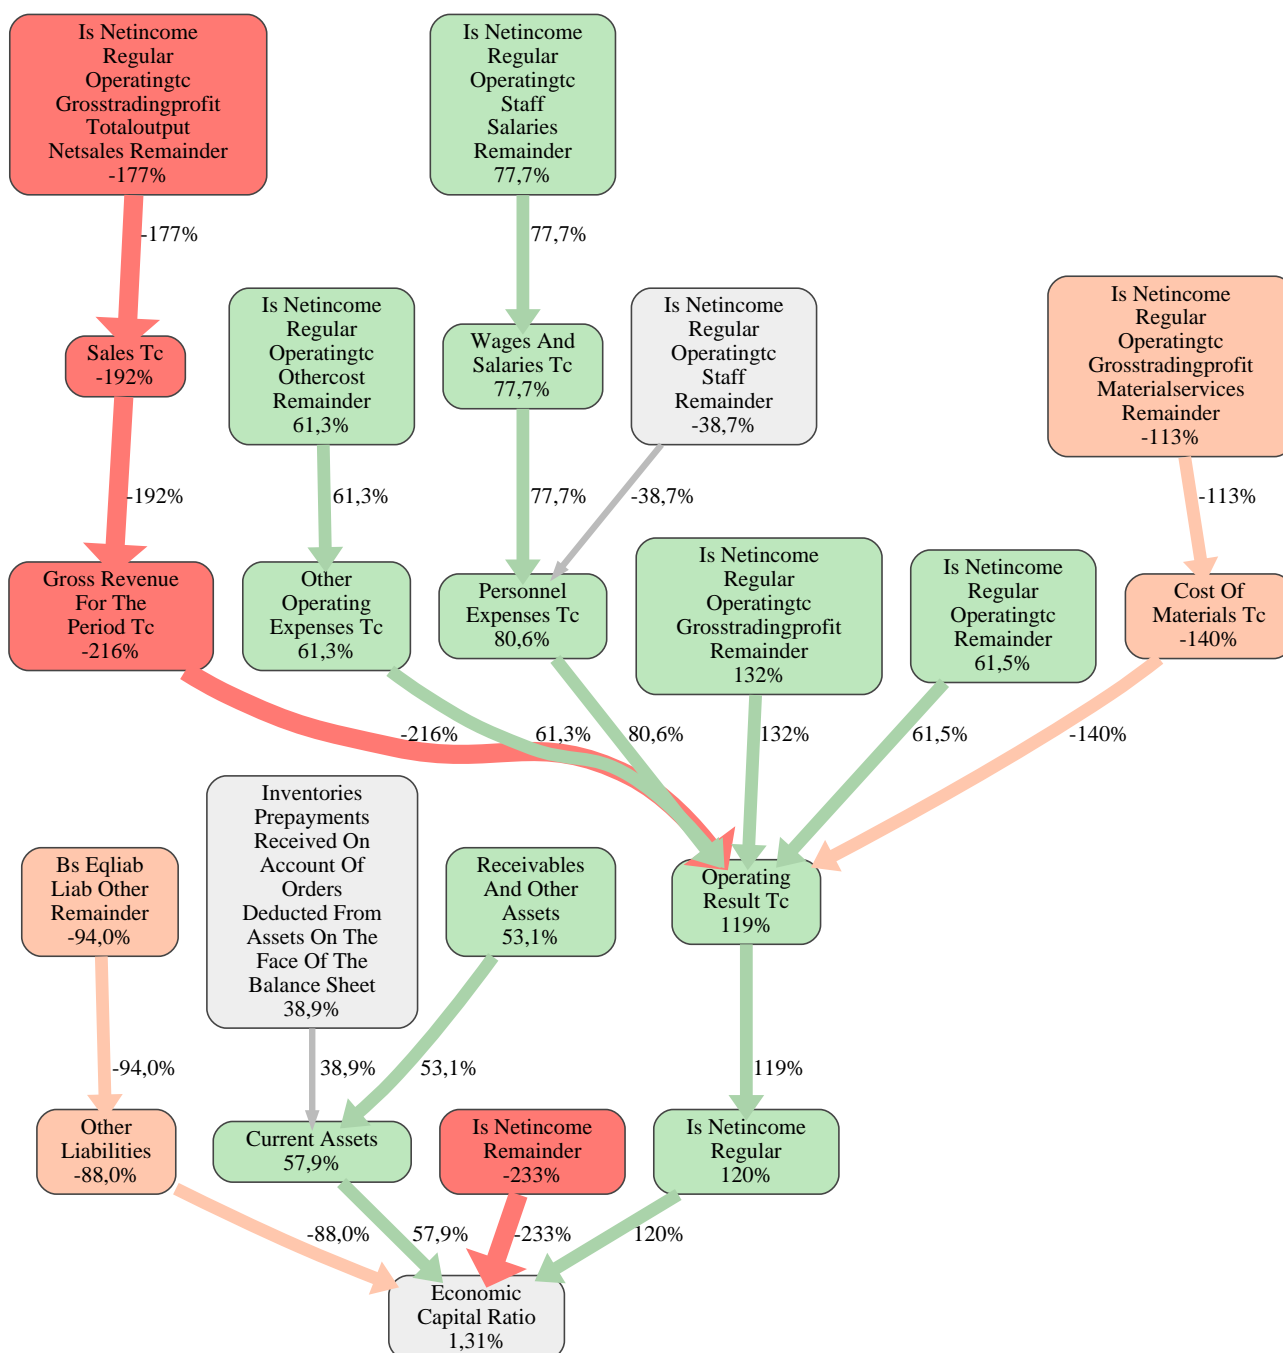 Is Netincome
Regular
Operatingtc
Grosstradingprofit
Totaloutput
Netsales Remainder
-177%
Is Netincome
Regular
Operatingtc
Staff
Salaries
Remainder
77,7%
-177%
77,7%
Is Netincome
Regular
Operatingtc
Grosstradingprofit
Materialservices
Remainder
-113%
Is Netincome
Regular
Operatingtc
Othercost
Remainder
61,3%
Is Netincome
Regular
Operatingtc
Staff
Remainder
-38,7%
Sales Tc
-192%
Wages And
Salaries Tc
77,7%
-192%
61,3%
77,7%
-38,7%
-113%
Gross Revenue
For The
Period Tc
-216%
Other
Operating
Expenses Tc
61,3%
Personnel
Expenses Tc
80,6%
Is Netincome
Regular
Operatingtc
Grosstradingprofit
Remainder
132%
Is Netincome
Regular
Operatingtc
Remainder
61,5%
Cost Of
Materials Tc
-140%
-216%
61,3%
80,6%
132%
61,5%
-140%
Inventories
Prepayments
Received On
Account Of
Orders
Deducted From
Assets On The
Face Of The
Balance Sheet
38,9%
Bs Eqliab
Liab Other
Remainder
-94,0%
Receivables
And Other
Assets
53,1%
Operating
Result Tc
119%
-94,0%
38,9%
53,1%
119%
Other
Liabilities
-88,0%
Current Assets
57,9%
Is Netincome
Remainder
-233%
Is Netincome
Regular
120%
-88,0%
57,9%
-233%
120%
Economic
Capital Ratio
1,31%